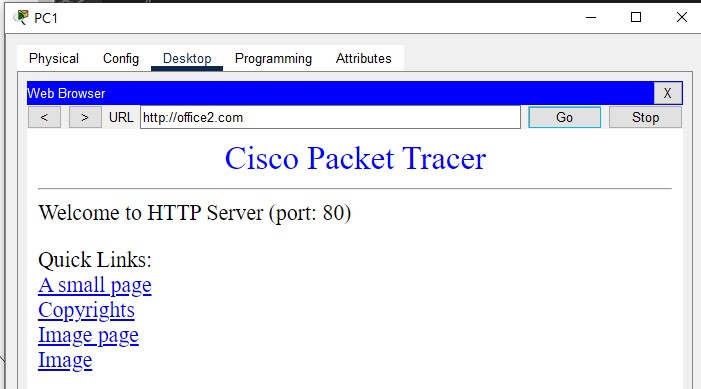 PC1
Physical Config Desktop Programming Attributes
Web Browser X
< > URL http://office2.com Go Stop
Cisco Packet Tracer
Welcome to HTTP Server (port: 80)
Quick Links:
A small page
Copyrights
Image page
Image